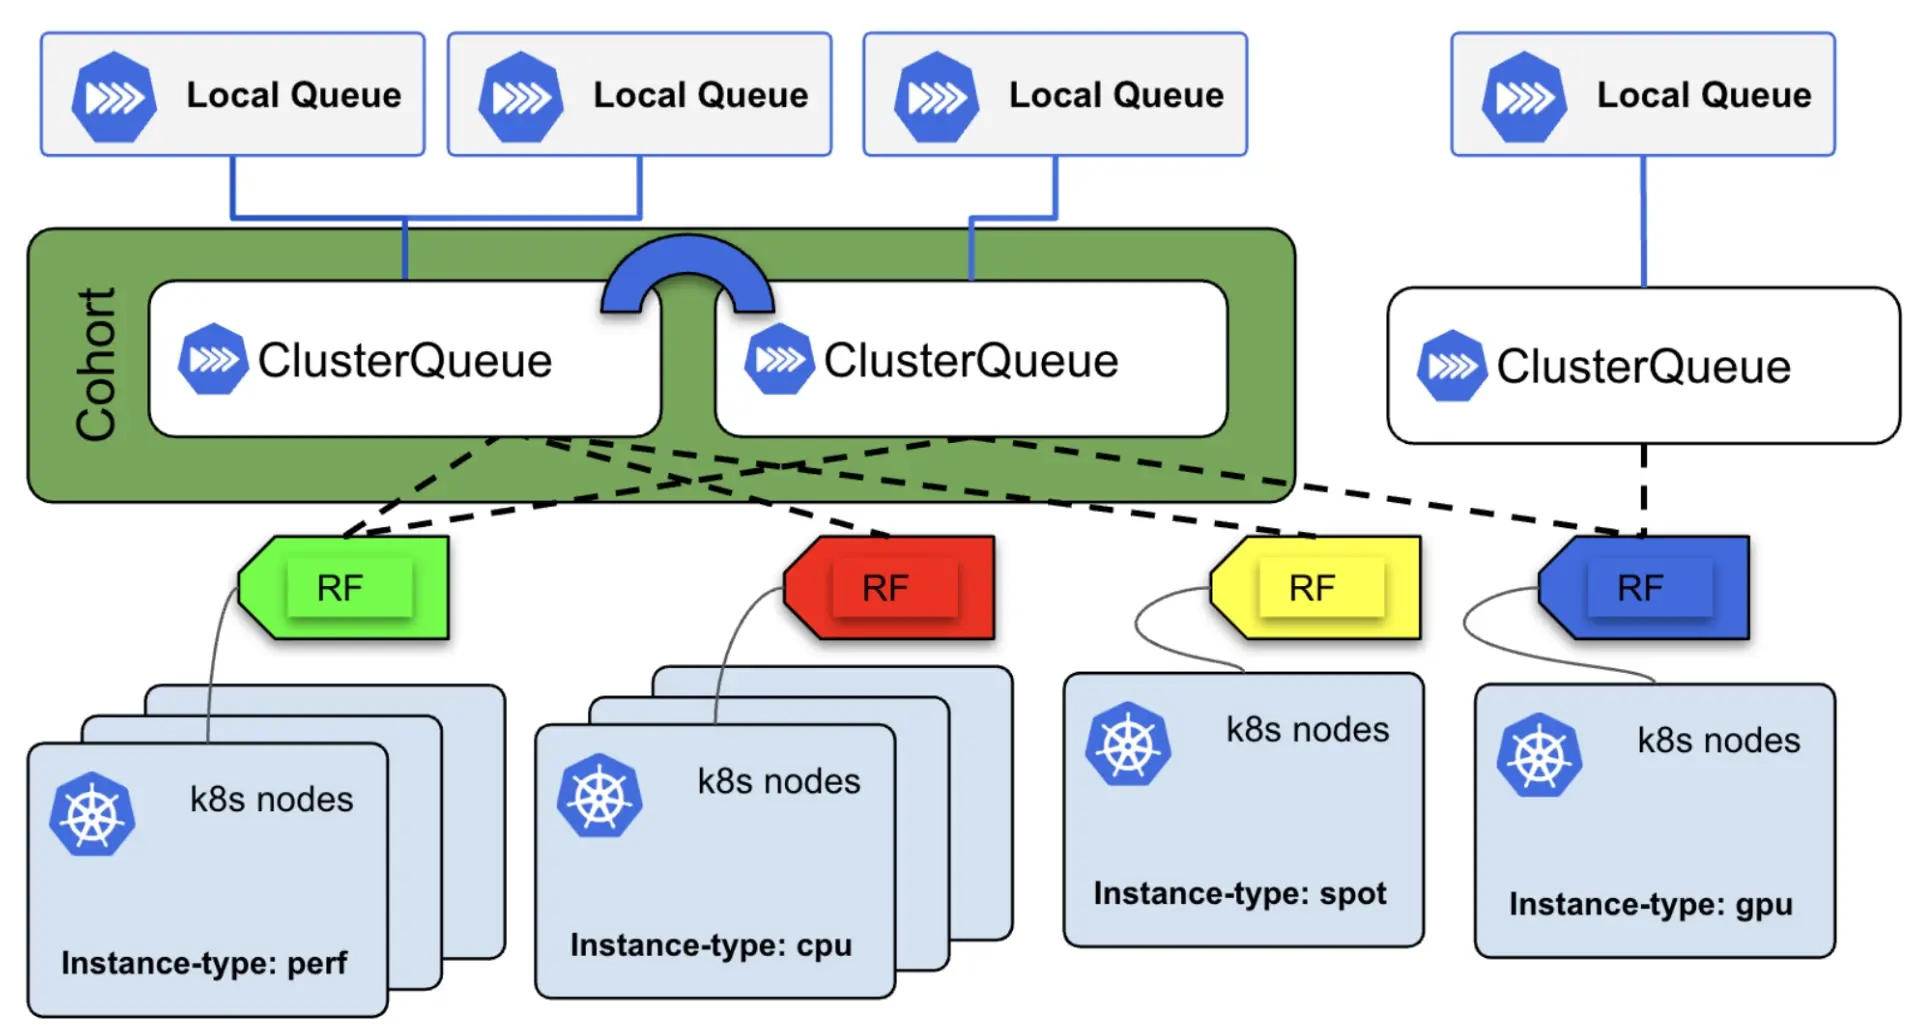 Local Queue
Local Queue
Local Queue
Local Queue
Cohort
ClusterQueue
ClusterQueue
ClusterQueue
RF
RF
RF
RF
k8s nodes
Instance-type: perf
k8s nodes
Instance-type: cpu
k8s nodes
Instance-type: spot
k8s nodes
Instance-type: gpu